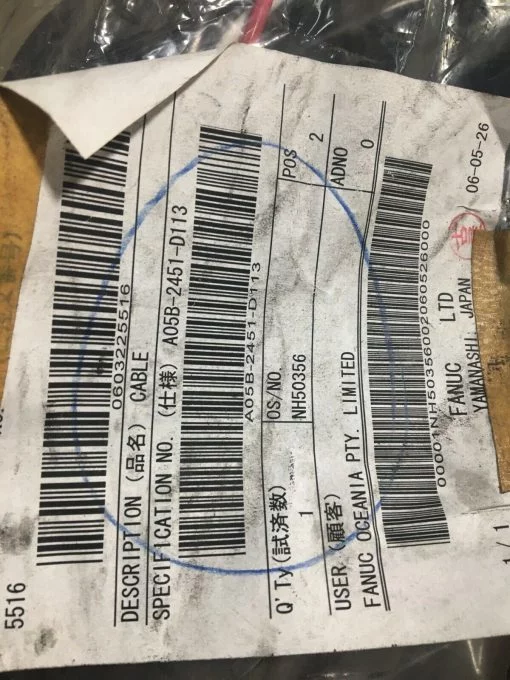 5516
0603225516
DESCRIPTION (品名) CABLE
SPECIFICATION NO. (仕様) A05B-2451-D113
A05B-2451-D113
Q'Ty(試済数) OS/NO. POS
1 NH50356 2
USER (顧客) ADNO
FANUC OCEANIA PTY. LIMITED 0
00001NH5035600206052600​0
FANUC LTD
YAMANASHI, JAPAN 06-05-26
1/1